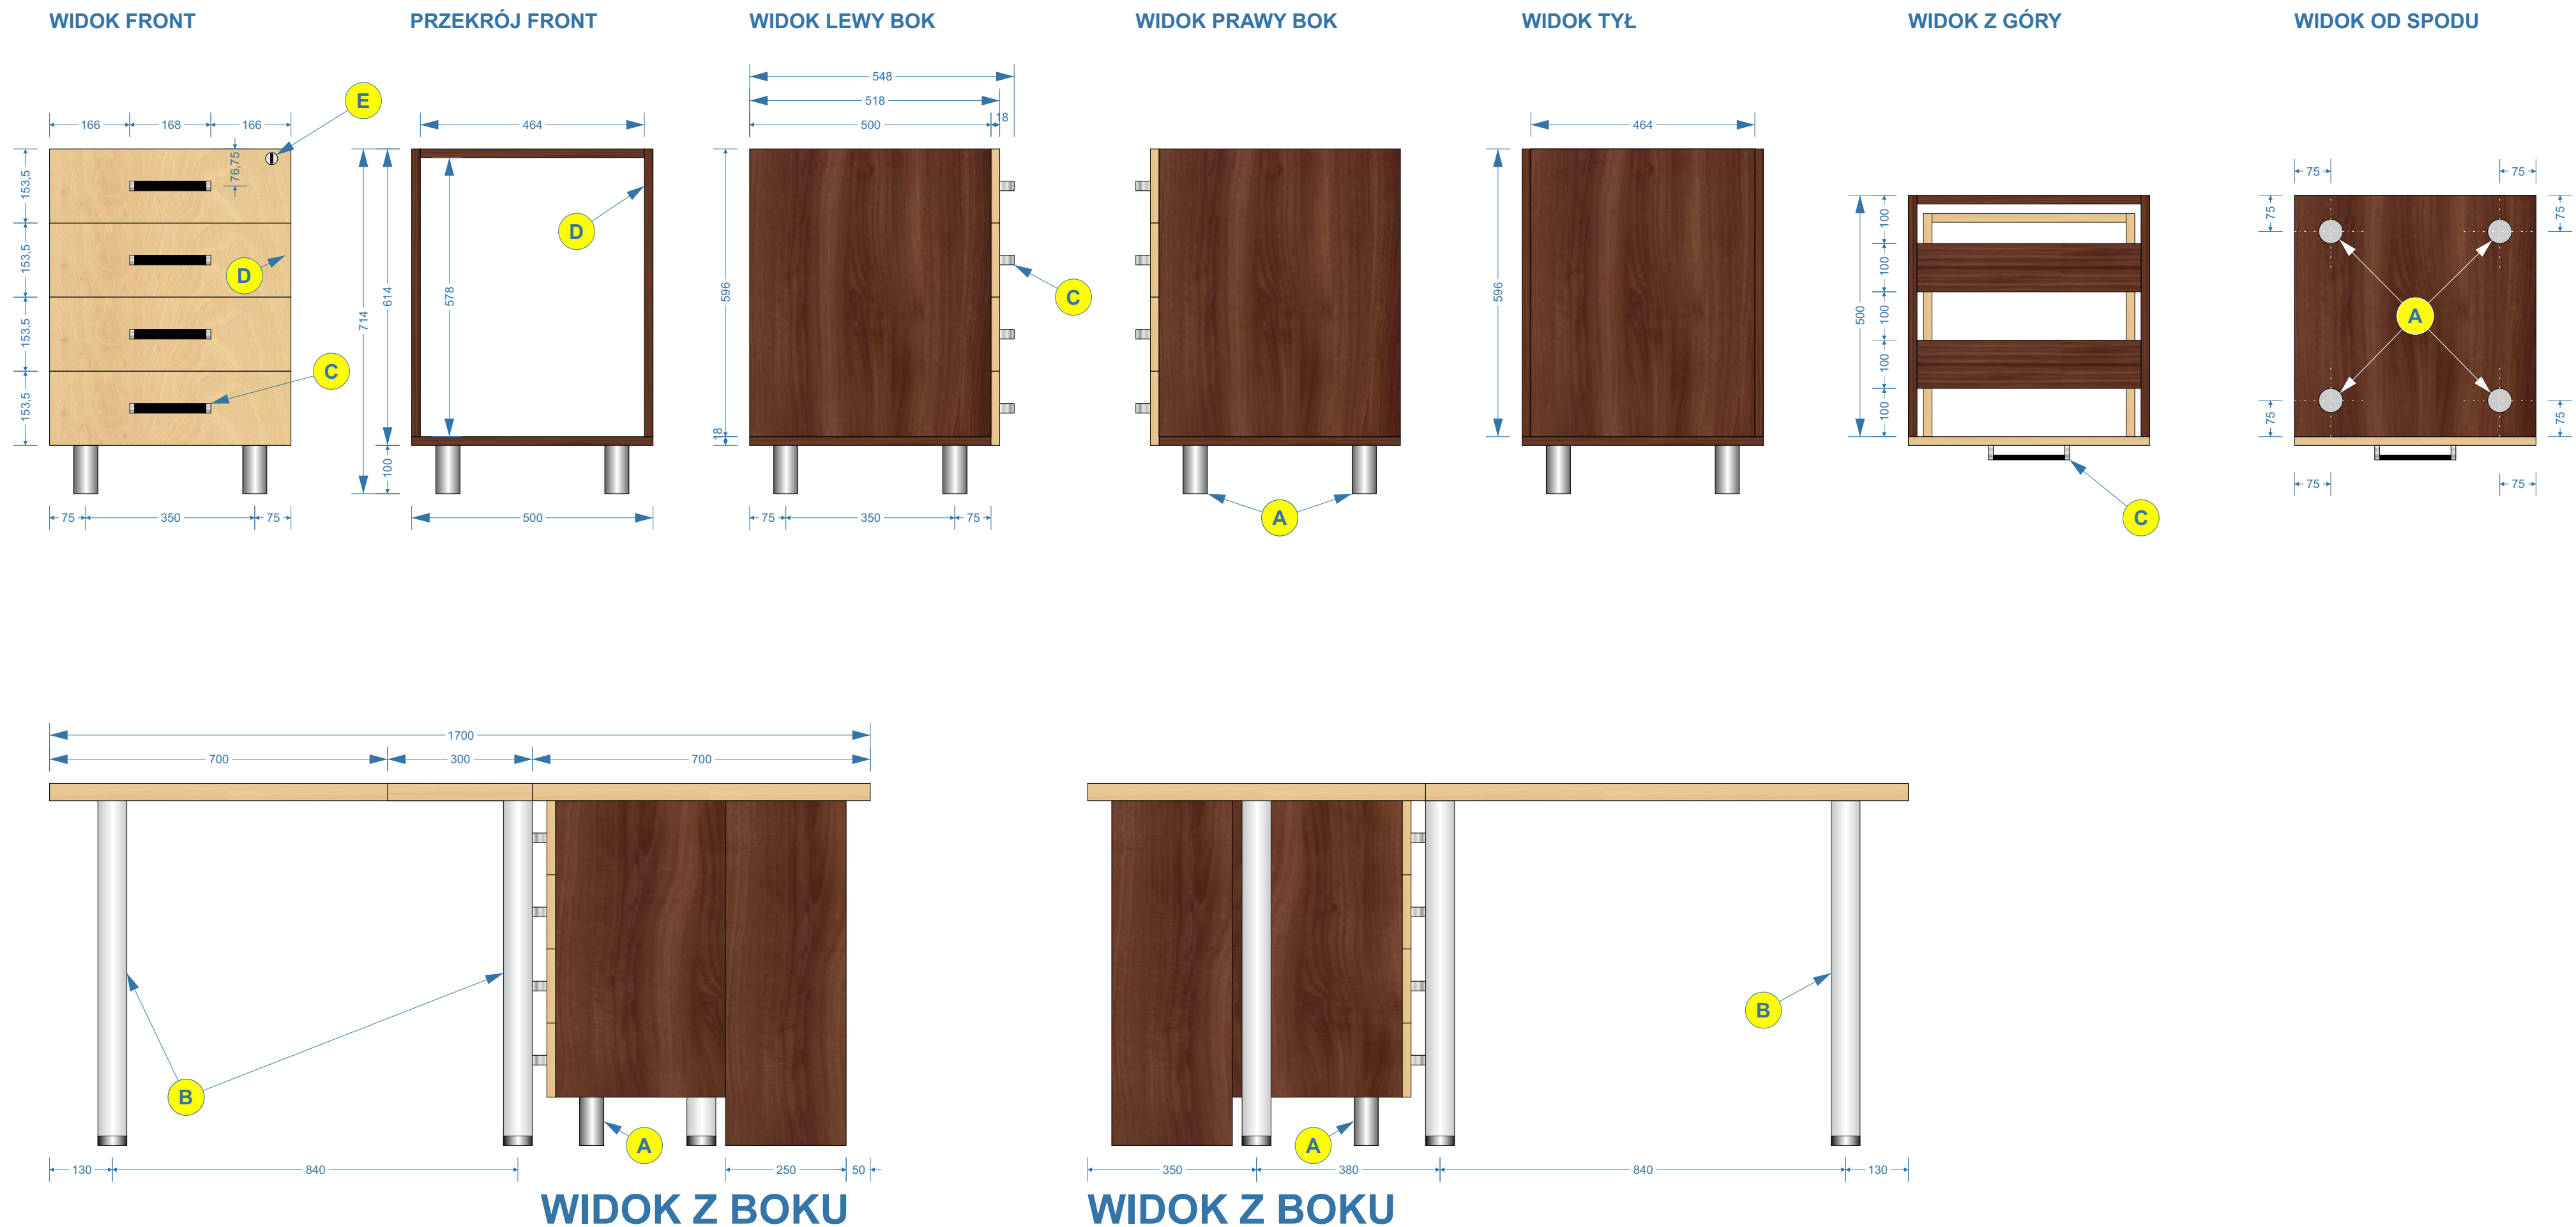 WIDOK FRONT
PRZEKRÓJ FRONT
WIDOK LEWY BOK
WIDOK PRAWY BOK
WIDOK TYŁ
WIDOK Z GÓRY
WIDOK OD SPODU
E
166 168 166
76,75
153,5
153,5
153,5
153,5
D
C
75 350 75
464
D
578
614
714
100
500
548
518
500 18
596
18
C
75 350 75
A
464
596
500
100
100
100
100
100
C
75 75
75 75
A
75 75
75 75
1700
700 300 700
B
A
130 840 250 50
WIDOK Z BOKU
B
A
350 380 840 130
WIDOK Z BOKU